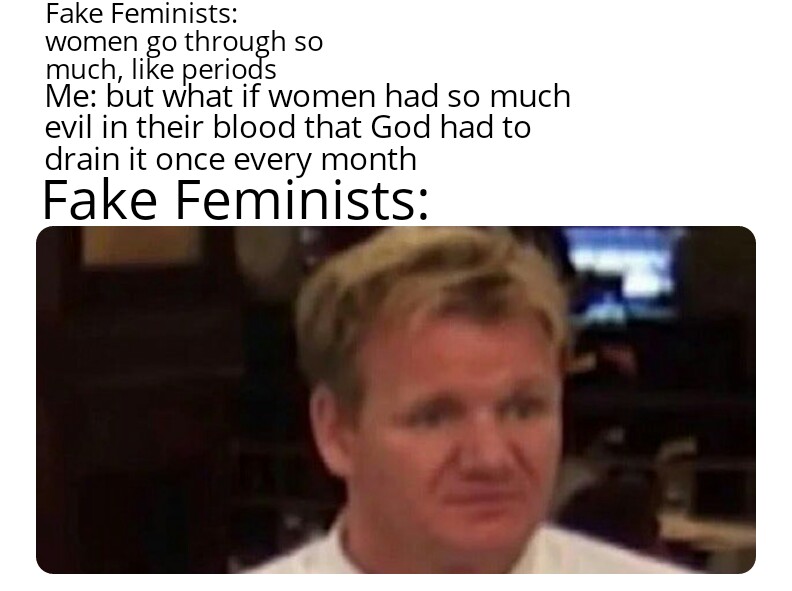 Fake Feminists:
women go through so
much, like periods
Me: but what if women had so much
evil in their blood that God had to
drain it once every month
Fake Feminists: